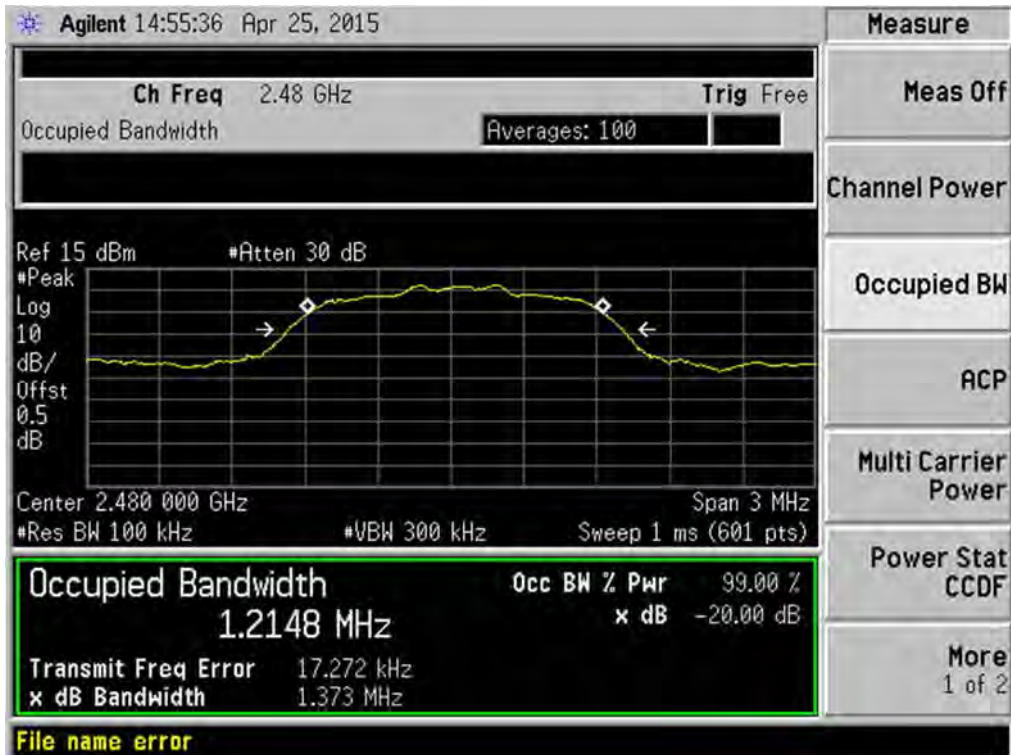 Agilent 14:55:36 Apr 25, 2015
Measure
Ch Freq 2.48 GHz Trig Free
Occupied Bandwidth Averages: 100
Meas Off
Channel Power
Occupied BW
ACP
Multi Carrier
Power
Power Stat
CCDF
More
1 of 2
Ref 15 dBm #Atten 30 dB
#Peak
Log
10
dB/
Offst
0.5
dB
Center 2.480 000 GHz Span 3 MHz
#Res BW 100 kHz #VBW 300 kHz Sweep 1 ms (601 pts)
Occupied Bandwidth Occ BW % Pwr 99.00 %
1.2148 MHz x dB -20.00 dB
Transmit Freq Error 17.272 kHz
x dB Bandwidth 1.373 MHz
File name error